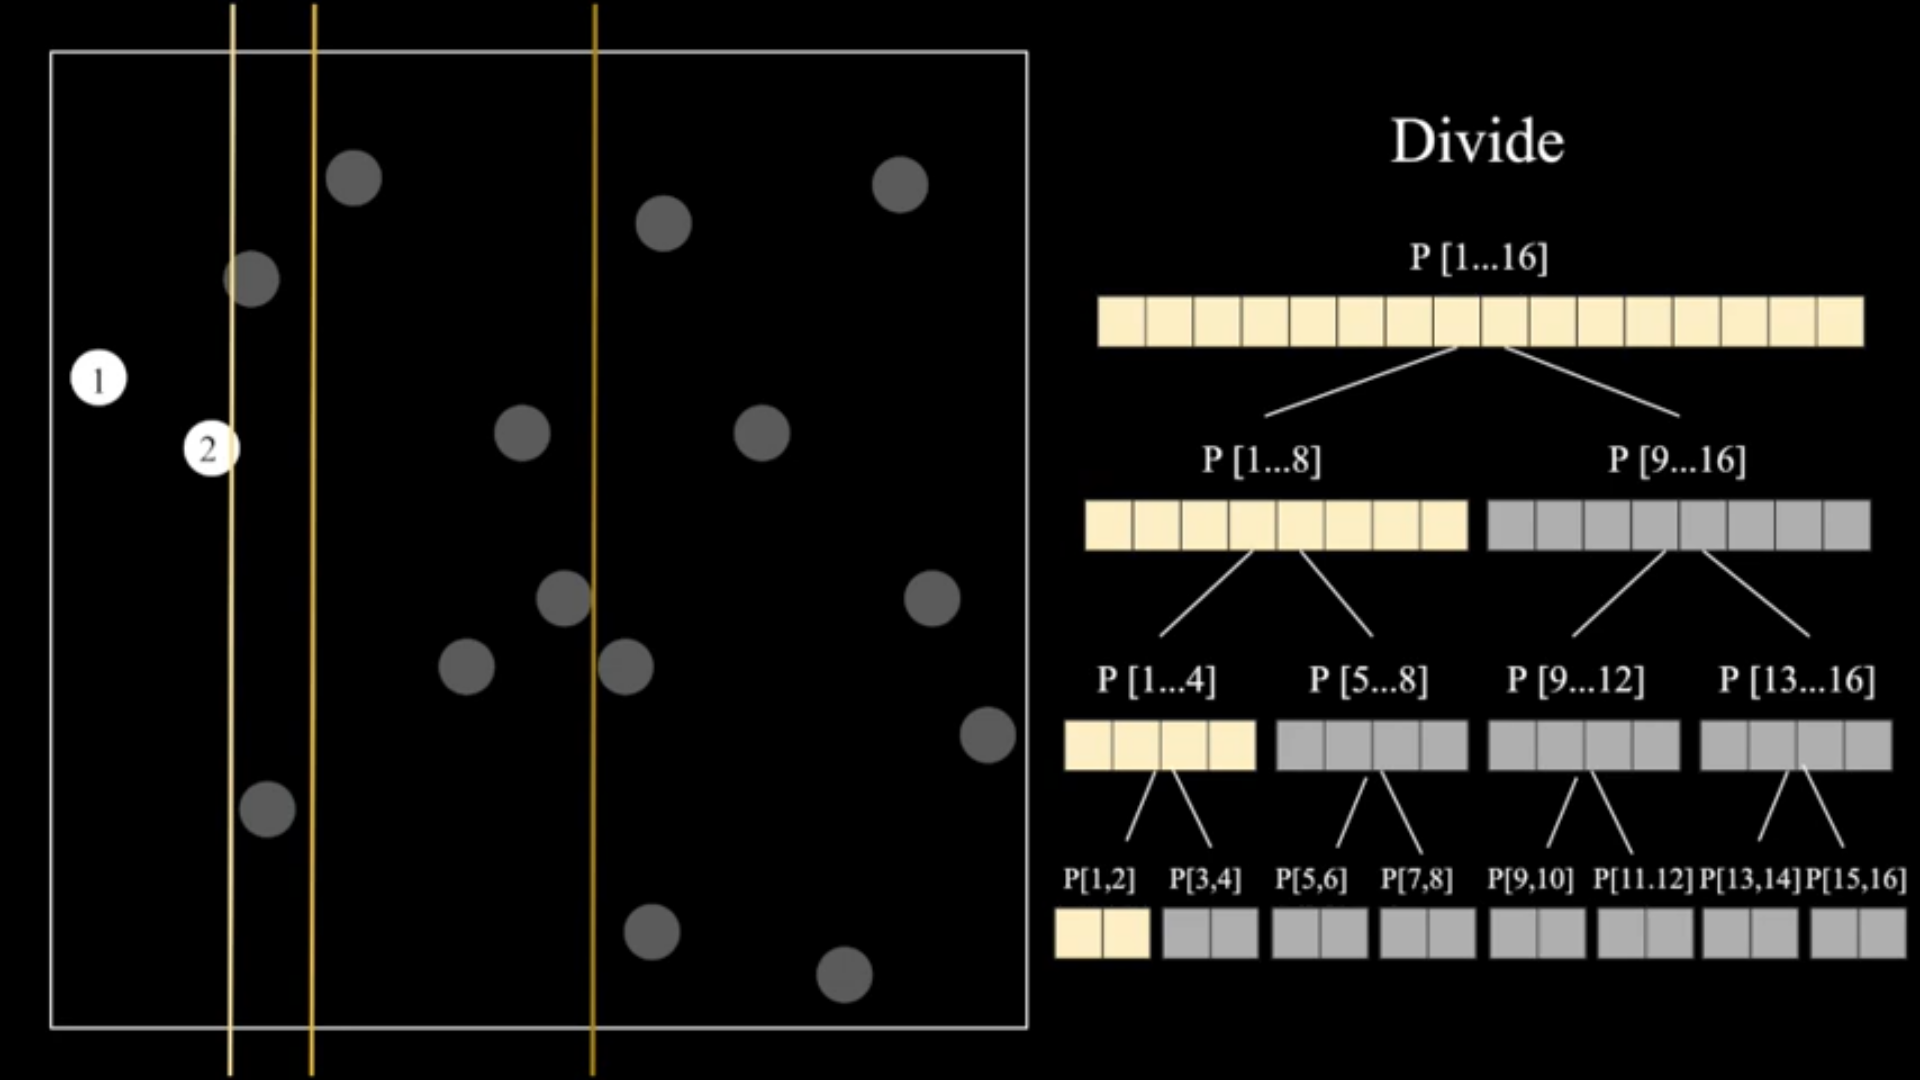 Divide
P [1...16]
P [1...8]
P [9...16]
P [1...4]
P [5...8]
P [9...12]
P [13...16]
P[1,2]
P[3,4]
P[5,6]
P[7,8]
P[9,10]
P[11.12]
P[13,14]
P[15,16]
1
2